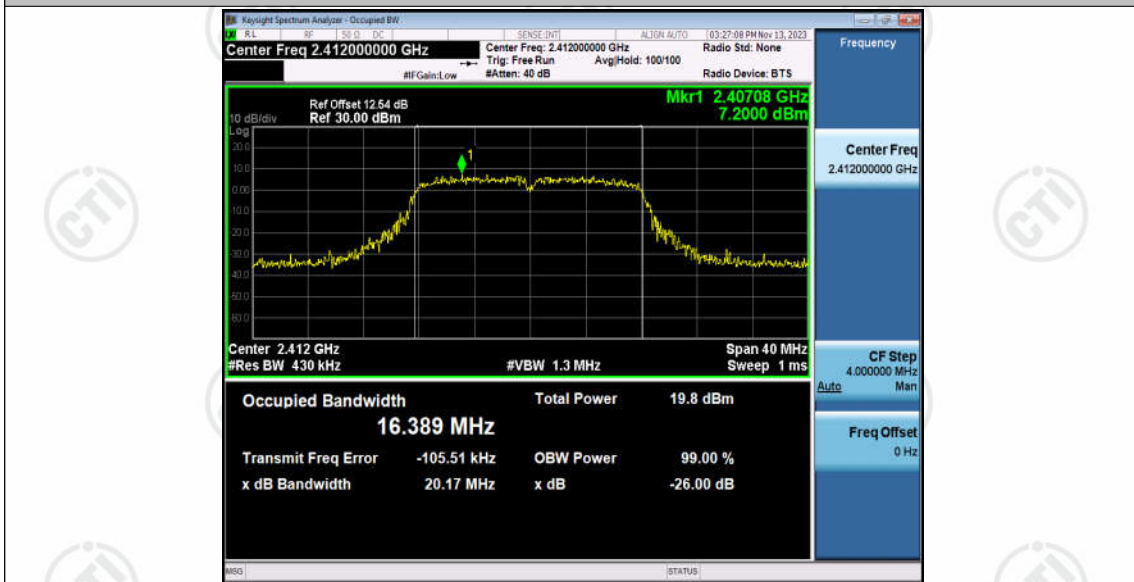 Keysight Spectrum Analyzer - Occupied BW
RL RF 50 Ω DC SENSE:INT ALIGN AUTO 03:27:08 PM Nov 13, 2023
Center Freq 2.412000000 GHz
Center Freq: 2.412000000 GHz Radio Std: None
Trig: Free Run Avg|Hold: 100/100
#IFGain:Low #Atten: 40 dB Radio Device: BTS
Frequency
Mkr1 2.40708 GHz
7.2000 dBm
Ref Offset 12.54 dB
10 dB/div Ref 30.00 dBm
Log
20.0
10.0
0.00
-10.0
-20.0
-30.0
-40.0
-50.0
-60.0
1
Center 2.412 GHz Span 40 MHz
#Res BW 430 kHz #VBW 1.3 MHz Sweep 1 ms
Occupied Bandwidth Total Power 19.8 dBm
16.389 MHz
Transmit Freq Error -105.51 kHz OBW Power 99.00 %
x dB Bandwidth 20.17 MHz x dB -26.00 dB
Center Freq
2.412000000 GHz
CF Step
4.000000 MHz
Auto Man
Freq Offset
0 Hz
MSG STATUS
CTI
CTI